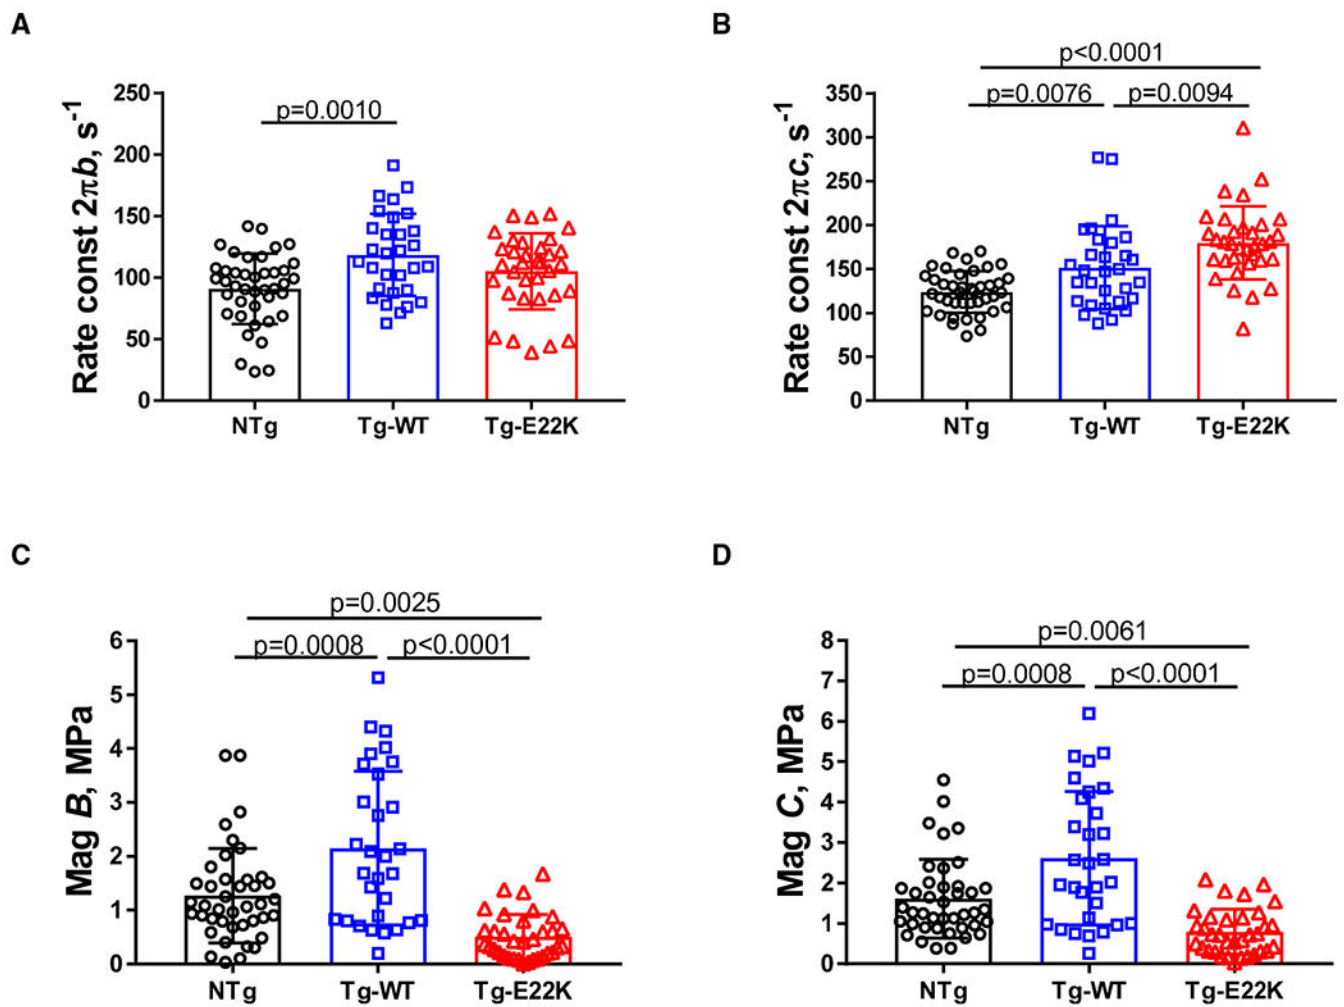 A
Rate const 2πb, s-1
250
200
150
100
50
0
p=0.0010
NTg
Tg-WT
Tg-E22K
B
Rate const 2πc, s-1
350
300
250
200
150
100
50
0
p<0.0001
p=0.0076
p=0.0094
NTg
Tg-WT
Tg-E22K
C
Mag B, MPa
6
5
4
3
2
1
0
p=0.0025
p=0.0008
p<0.0001
NTg
Tg-WT
Tg-E22K
D
Mag C, MPa
8
7
6
5
4
3
2
1
0
p=0.0061
p=0.0008
p<0.0001
NTg
Tg-WT
Tg-E22K